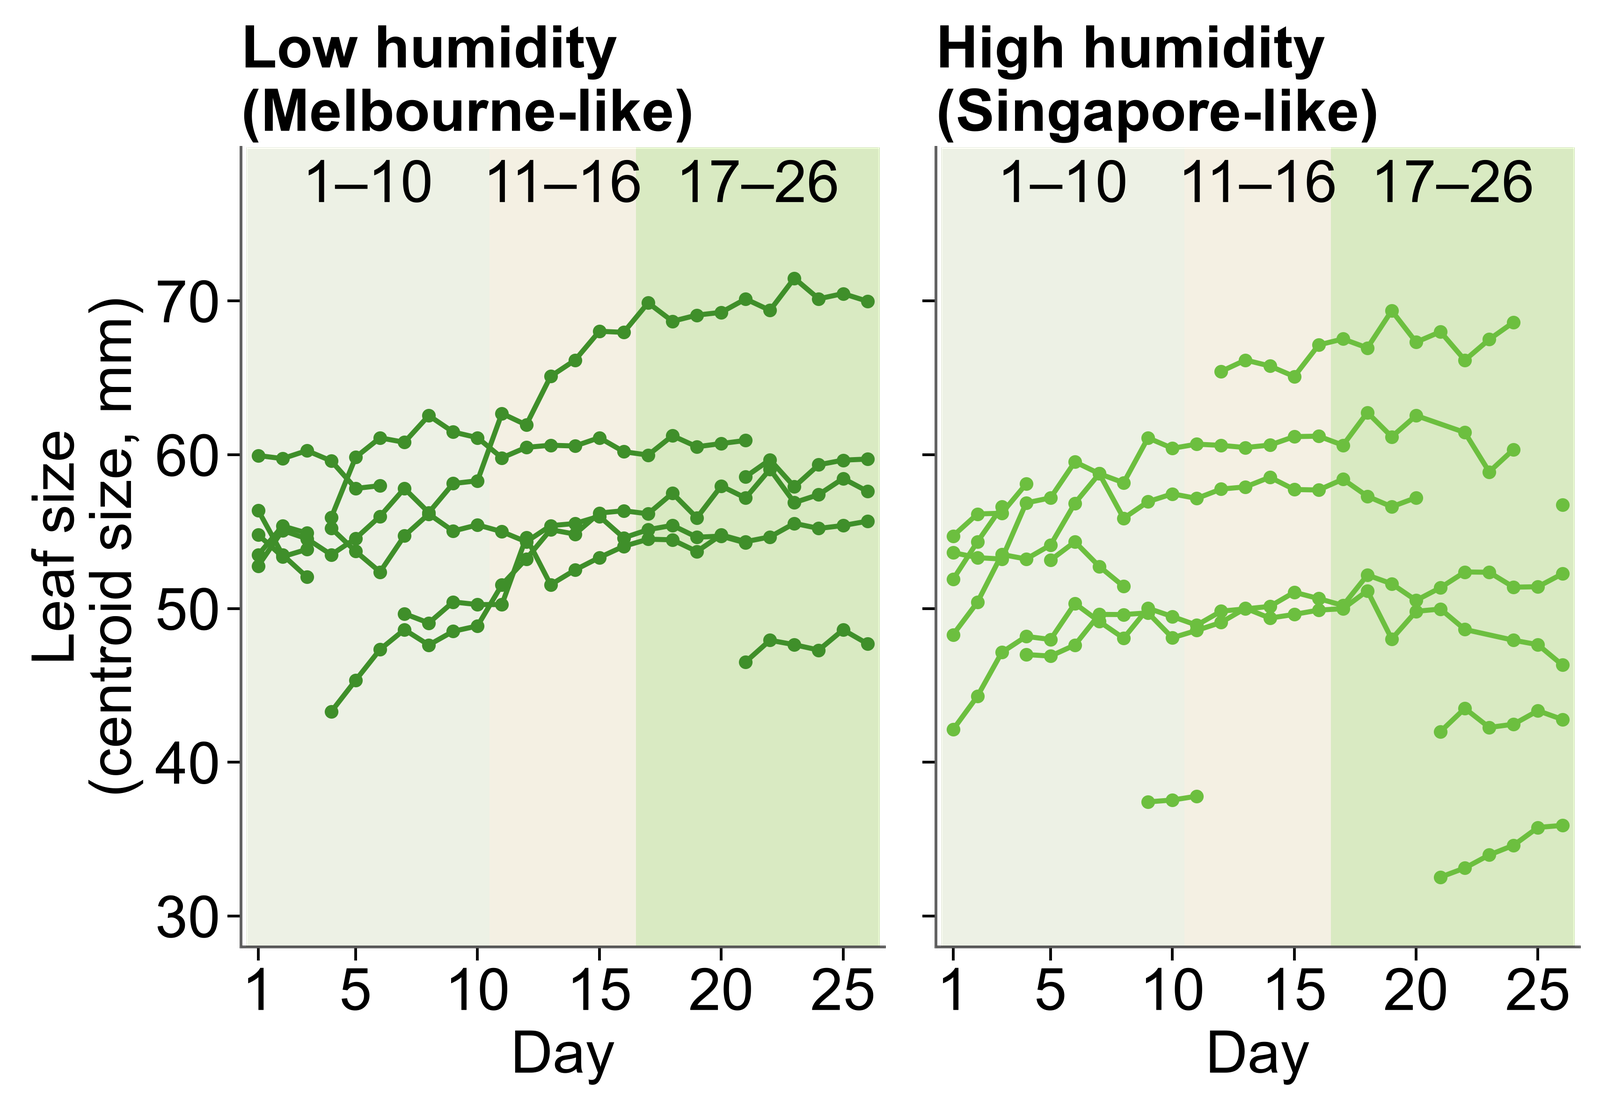 Low humidity
(Melbourne-like)
High humidity
(Singapore-like)
1–10
11–16
17–26
1–10
11–16
17–26
Leaf size
(centroid size, mm)
70
60
50
40
30
1
5
10
15
20
25
1
5
10
15
20
25
Day
Day